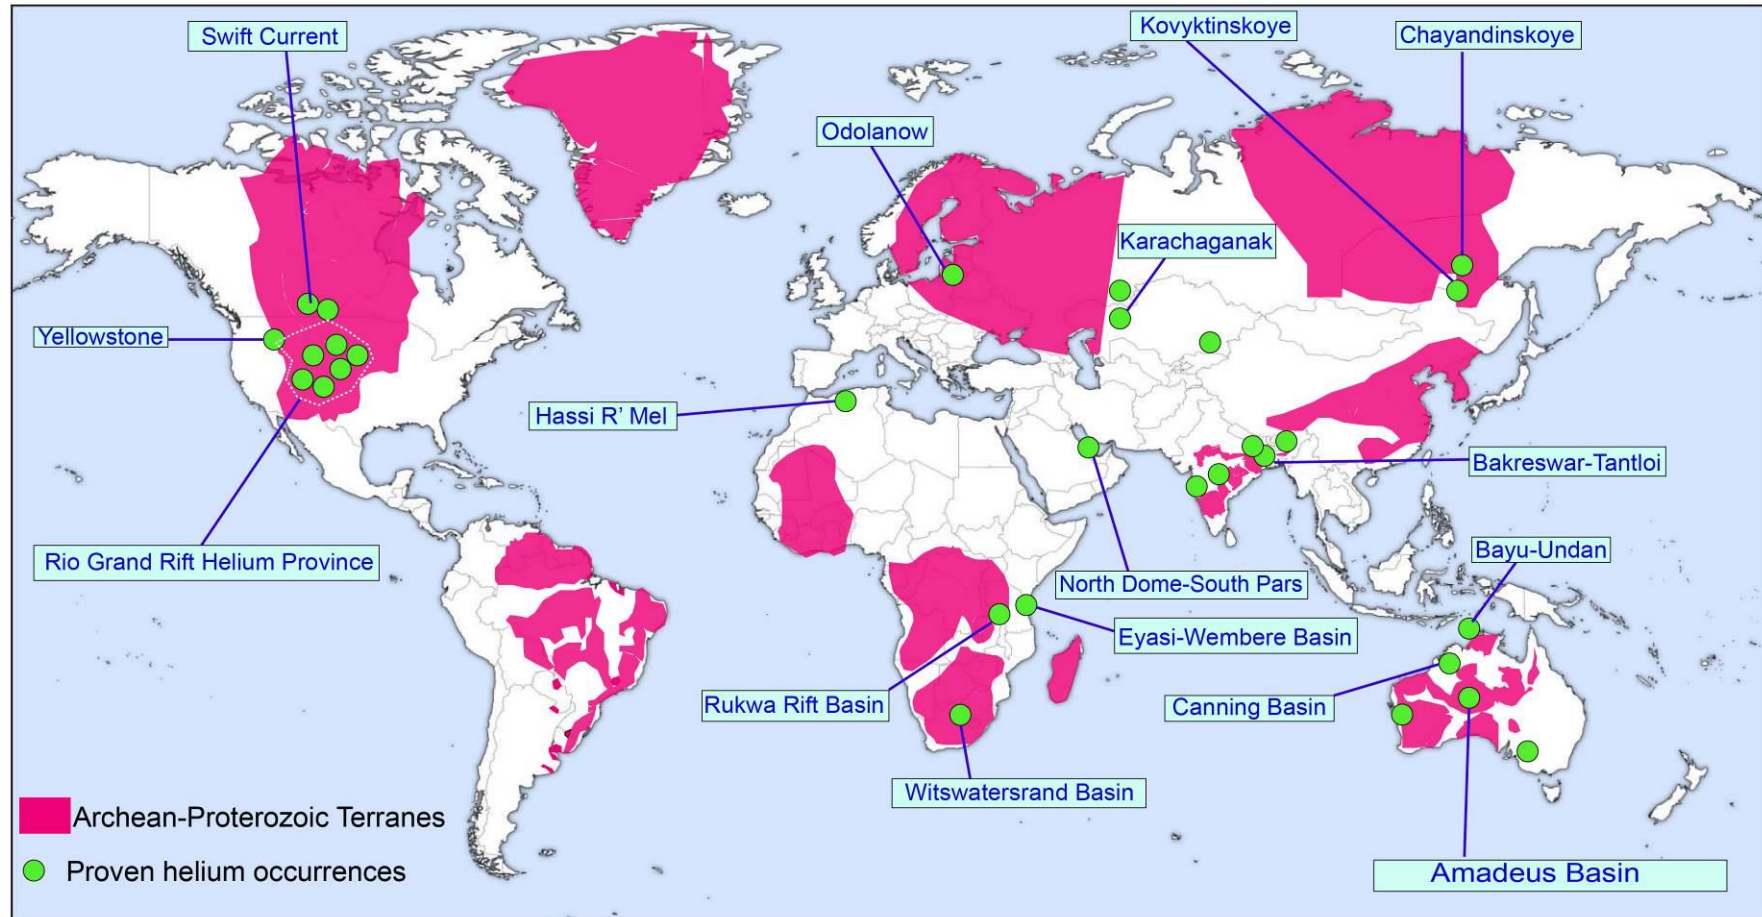 Swift Current
Kovyktinskoye
Chayandinskoye
Odolanow
Karachaganak
Yellowstone
Hassi R' Mel
Bakreswar-Tantloi
Rio Grand Rift Helium Province
Bayu-Undan
North Dome-South Pars
Eyasi-Wembere Basin
Rukwa Rift Basin
Canning Basin
Witswatersrand Basin
Archean-Proterozoic Terranes
Proven helium occurrences
Amadeus Basin